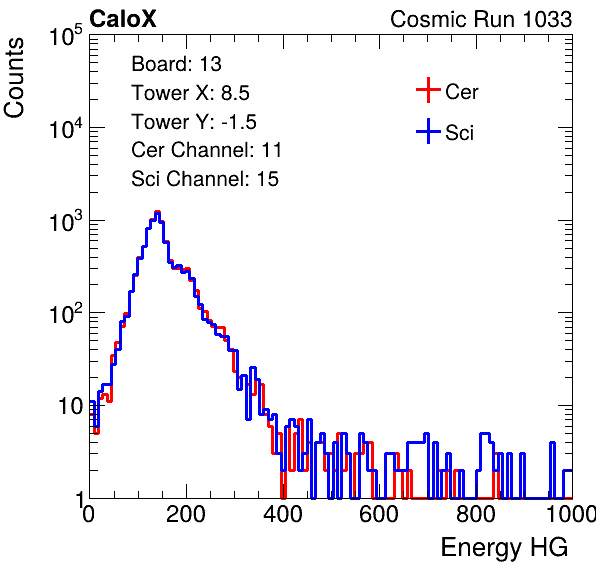 CaloX Cosmic Run 1033
Counts
10^5
10^4
10^3
10^2
10
1
Board: 13
Tower X: 8.5
Tower Y: -1.5
Cer Channel: 11
Sci Channel: 15
Cer
Sci
0 200 400 600 800 1000
Energy HG